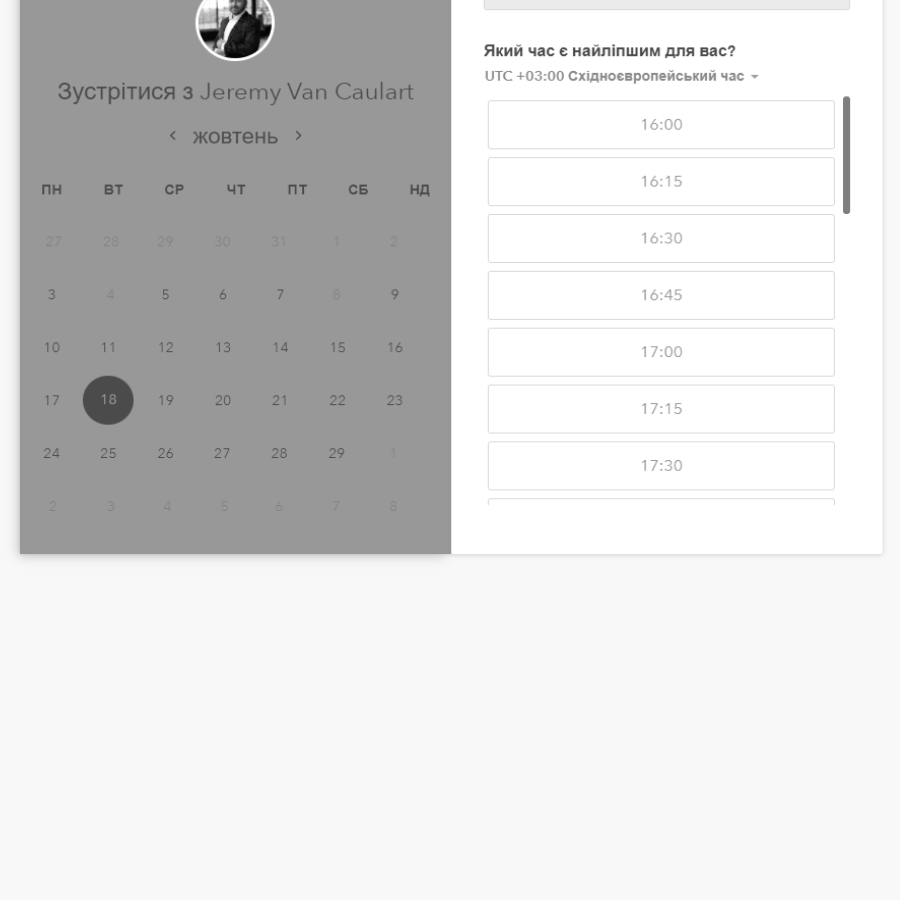 Зустрітися з Jeremy Van Caulart
жовтень
ПН ВТ СР ЧТ ПТ СБ НД
27 28 29 30 31 1 2
3 4 5 6 7 8 9
10 11 12 13 14 15 16
17 18 19 20 21 22 23
24 25 26 27 28 29 1
2 3 4 5 6 7 8
Який час є найліпшим для вас?
UTC +03:00 Східноєвропейський час
16:00
16:15
16:30
16:45
17:00
17:15
17:30